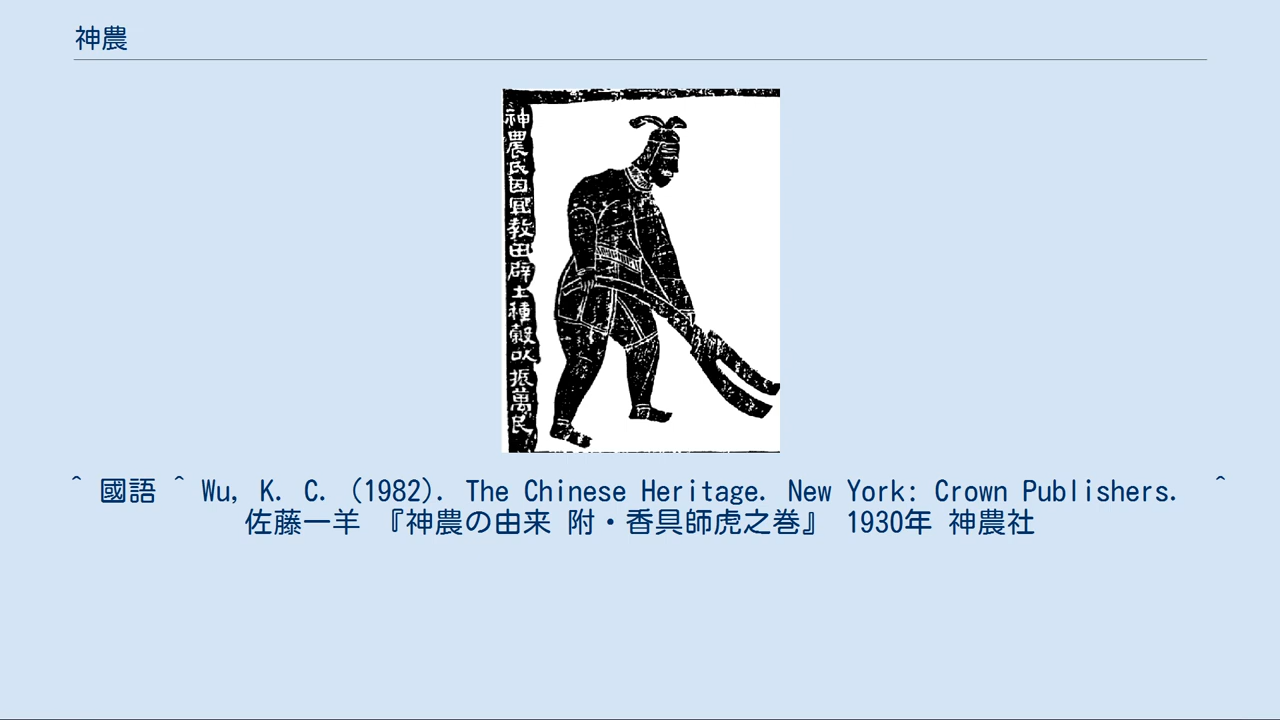 神農
神農氏因宜教田辟土種穀以振萬民
^ 國語 ^ Wu, K. C. (1982). The Chinese Heritage. New York: Crown Publishers. ^
佐藤一羊 『神農の由来 附・香具師虎之巻』 1930年 神農社